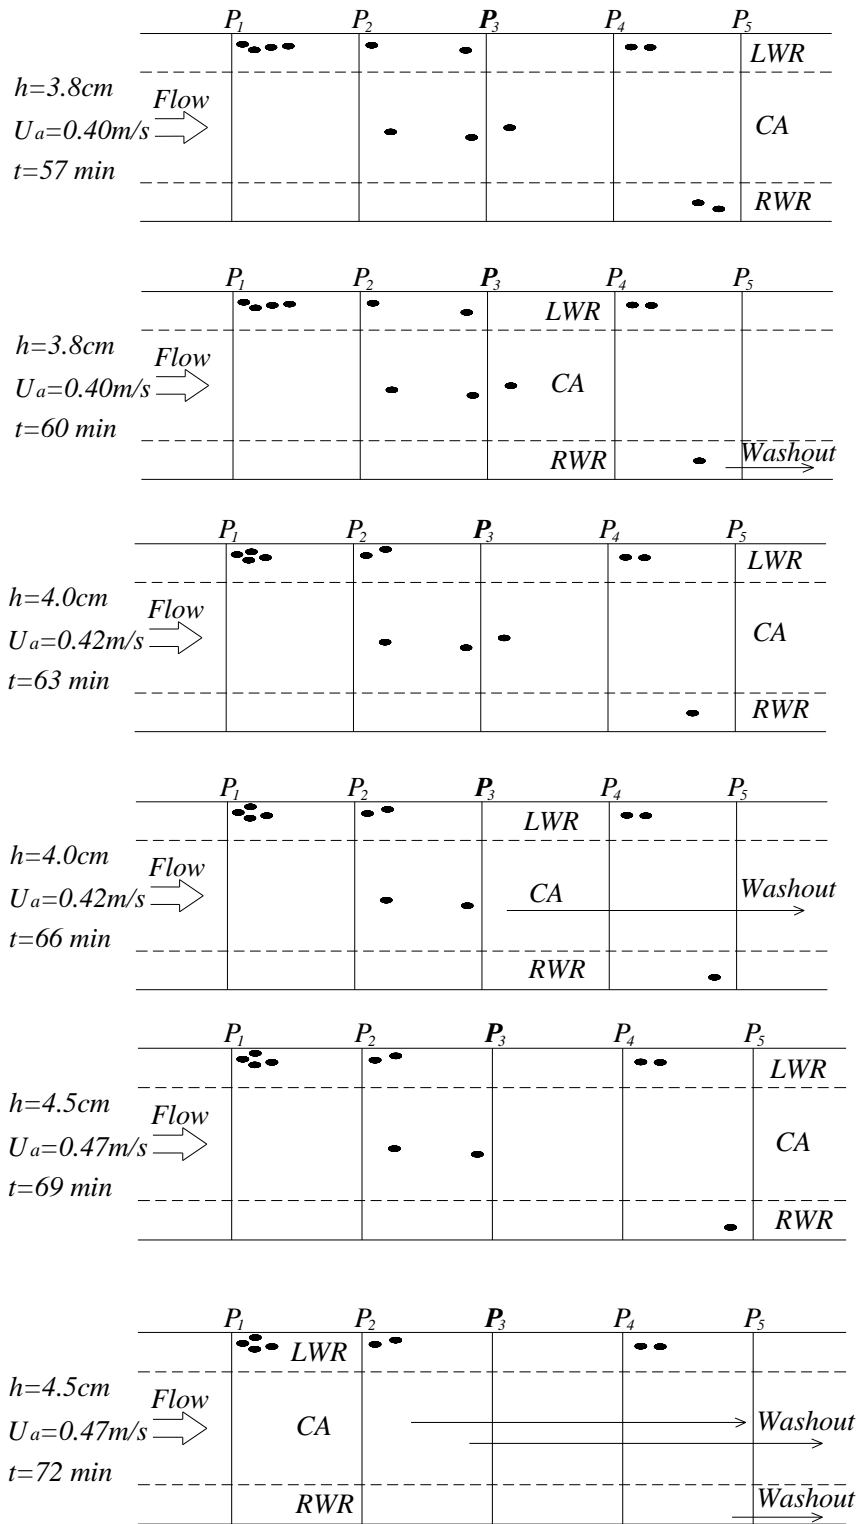 P1 P2 P3 P4 P5
LWR
h=3.8cm
Flow
Ua=0.40m/s
CA
t=57 min
RWR
P1 P2 P3 P4 P5
LWR
h=3.8cm
Flow
Ua=0.40m/s
CA
t=60 min
RWR
Washout
P1 P2 P3 P4 P5
LWR
h=4.0cm
Flow
Ua=0.42m/s
CA
t=63 min
RWR
P1 P2 P3 P4 P5
LWR
h=4.0cm
Flow
Ua=0.42m/s
CA
Washout
t=66 min
RWR
P1 P2 P3 P4 P5
LWR
h=4.5cm
Flow
Ua=0.47m/s
CA
t=69 min
RWR
P1 P2 P3 P4 P5
LWR
h=4.5cm
Flow
Ua=0.47m/s
CA
Washout
t=72 min
RWR
Washout